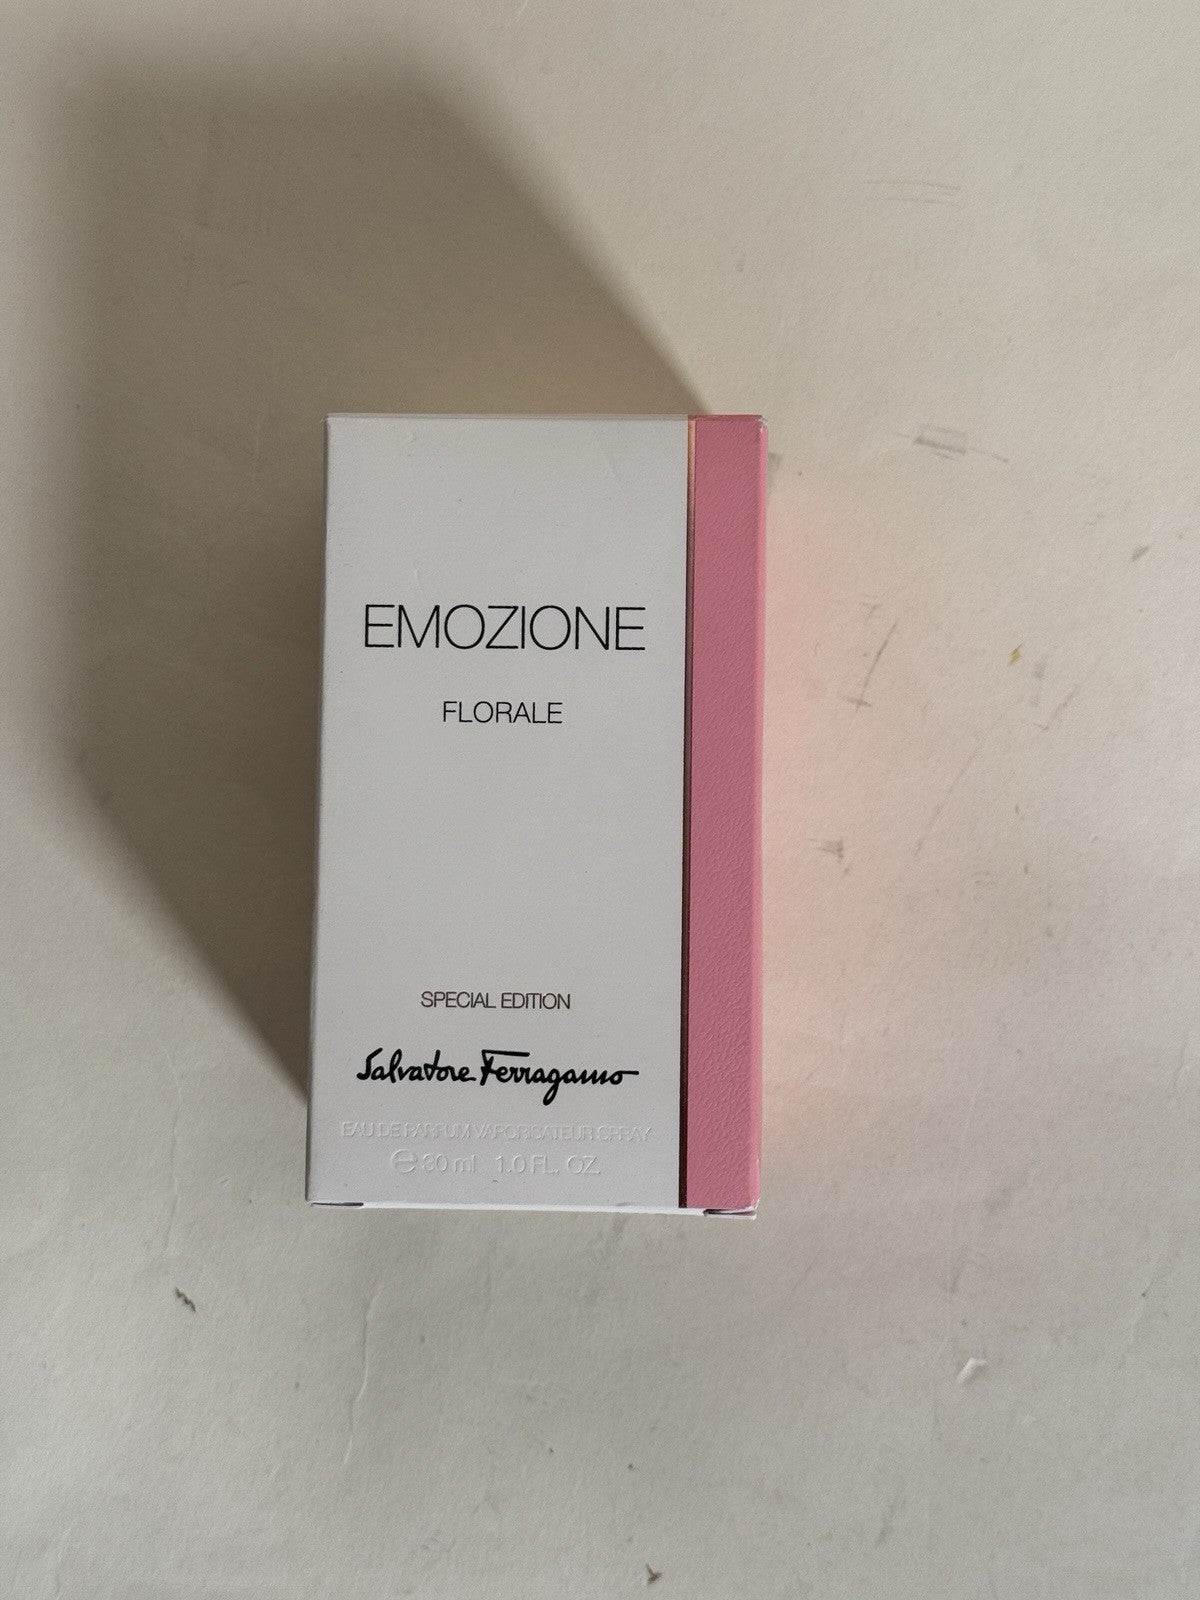 EMOZIONE
FLORALE
SPECIAL EDITION
Salvatore Ferragamo
EAU DE PARFUM VAPORISATEUR SPRAY
℮ 30 ml 1.0 FL. OZ.